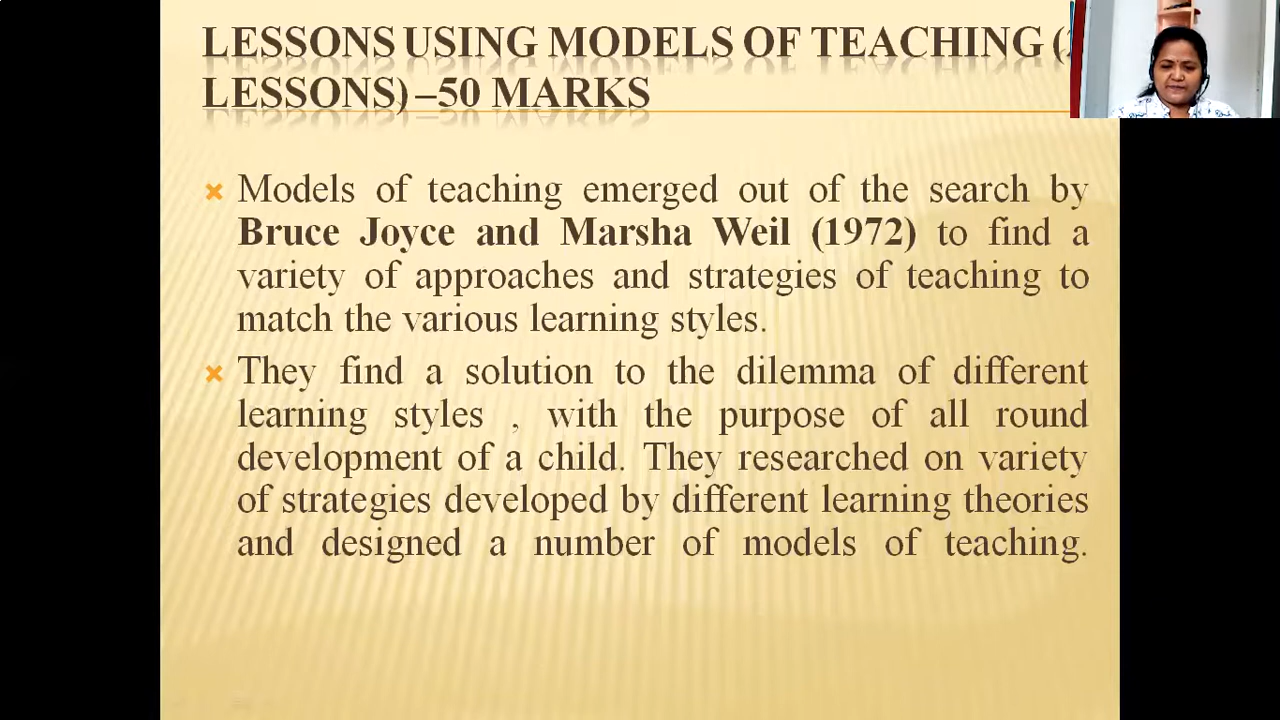 LESSONS USING MODELS OF TEACHING (
LESSONS) –50 MARKS
Models of teaching emerged out of the search by
Bruce Joyce and Marsha Weil (1972) to find a
variety of approaches and strategies of teaching to
match the various learning styles.
They find a solution to the dilemma of different
learning styles , with the purpose of all round
development of a child. They researched on variety
of strategies developed by different learning theories
and designed a number of models of teaching.